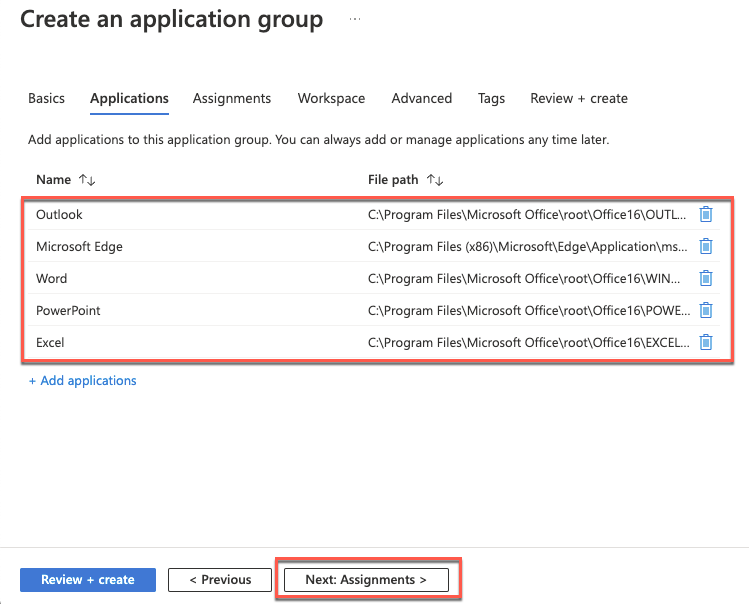 Create an application group ...
Basics Applications Assignments Workspace Advanced Tags Review + create
Add applications to this application group. You can always add or manage applications any time later.
Name ↑↓ File path ↑↓
Outlook C:\Program Files\Microsoft Office\root\Office16\OUTL...
Microsoft Edge C:\Program Files (x86)\Microsoft\Edge\Application\ms...
Word C:\Program Files\Microsoft Office\root\Office16\WIN...
PowerPoint C:\Program Files\Microsoft Office\root\Office16\POWE...
Excel C:\Program Files\Microsoft Office\root\Office16\EXCEL...
+ Add applications
Review + create < Previous Next: Assignments >